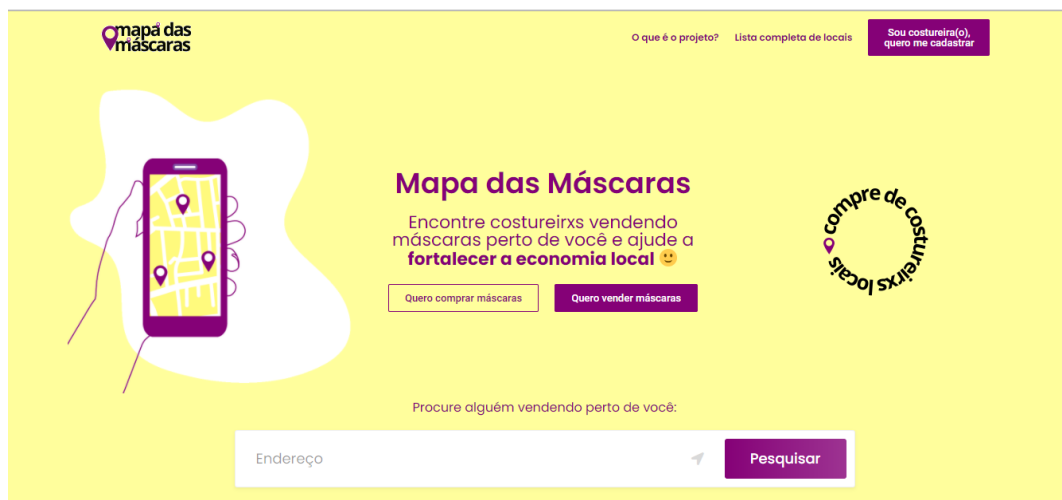 mapa das
máscaras
O que é o projeto?
Lista completa de locais
Sou costureira(o),
quero me cadastrar
Mapa das Máscaras
Encontre costureirxs vendendo
máscaras perto de você e ajude a
fortalecer a economia local 🙂
Quero comprar máscaras
Quero vender máscaras
compre de costureirxs locais
Procure alguém vendendo perto de você:
Endereço
Pesquisar